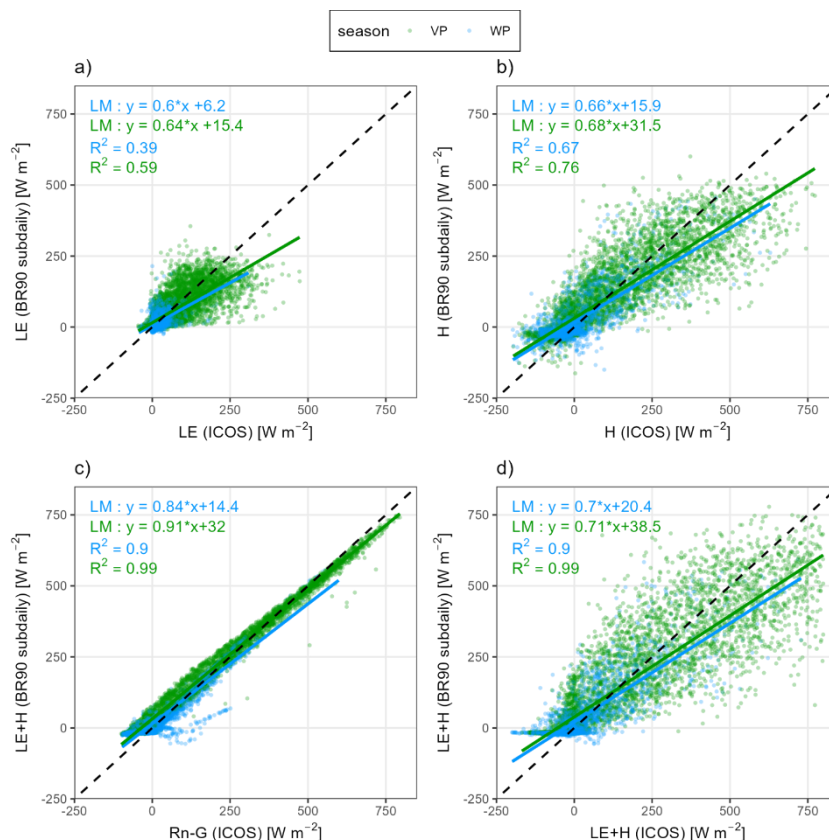 season VP WP
a)
LM : y = 0.6*x +6.2
LM : y = 0.64*x +15.4
R² = 0.39
R² = 0.59
750
500
250
0
-250
LE (BR90 subdaily) [W m⁻²]
-250 0 250 500 750
LE (ICOS) [W m⁻²]
b)
LM : y = 0.66*x+15.9
LM : y = 0.68*x+31.5
R² = 0.67
R² = 0.76
750
500
250
0
-250
H (BR90 subdaily) [W m⁻²]
-250 0 250 500 750
H (ICOS) [W m⁻²]
c)
LM : y = 0.84*x+14.4
LM : y = 0.91*x+32
R² = 0.9
R² = 0.99
750
500
250
0
-250
LE+H (BR90 subdaily) [W m⁻²]
-250 0 250 500 750
Rn-G (ICOS) [W m⁻²]
d)
LM : y = 0.7*x+20.4
LM : y = 0.71*x+38.5
R² = 0.9
R² = 0.99
750
500
250
0
-250
LE+H (BR90 subdaily) [W m⁻²]
-250 0 250 500 750
LE+H (ICOS) [W m⁻²]